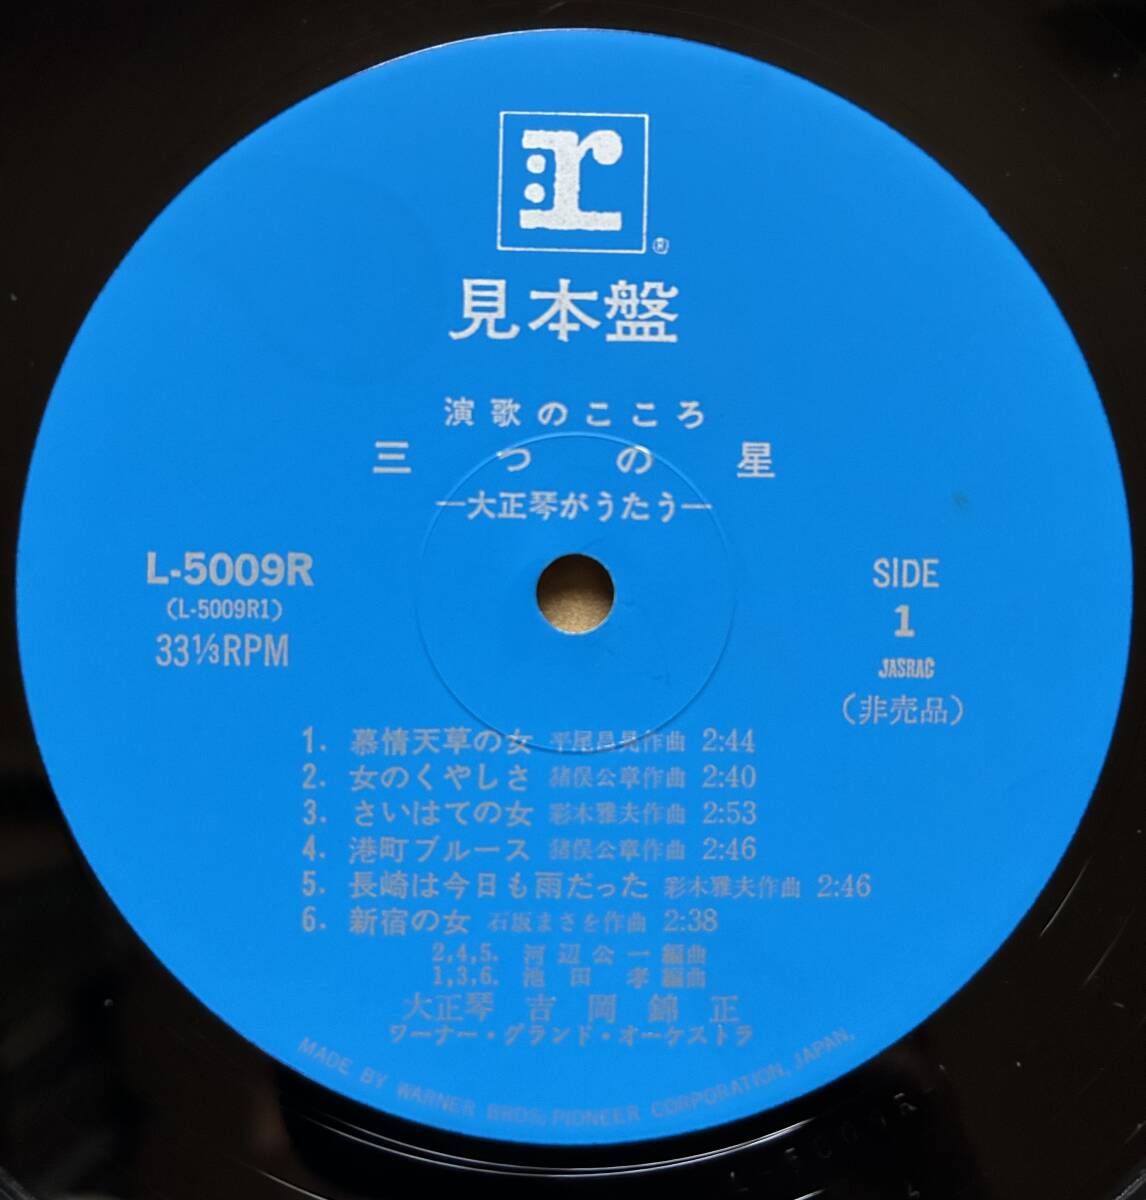 r
®
見本盤
演歌のこころ
三つの星
—大正琴がうたう—
L-5009R
(L-5009R1)
33⅓RPM
SIDE
1
JASRAC
(非売品)
1. 慕情天草の女 平尾昌晃作曲 2:44
2. 女のくやしさ 猪俣公章作曲 2:40
3. さいはての女 彩木雅夫作曲 2:53
4. 港町ブルース 猪俣公章作曲 2:46
5. 長崎は今日も雨だった 彩木雅夫作曲 2:46
6. 新宿の女 石坂まさを作曲 2:38
2,4,5. 河辺公一編曲
1,3,6. 池田孝編曲
大正琴 吉岡錦正
ワーナー・グランド・オーケストラ
MADE BY WARNER BROS.-PIONEER CORPORATION, JAPAN.